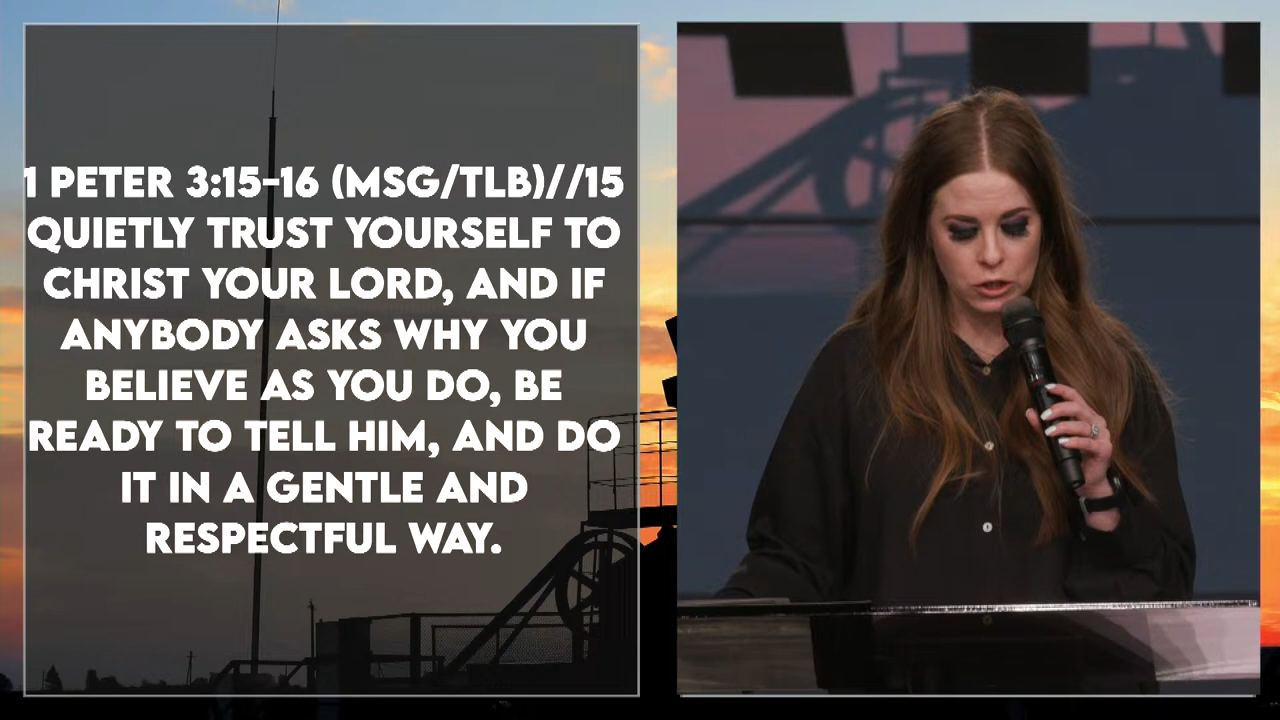 1 PETER 3:15-16 (MSG/TLB)//15
QUIETLY TRUST YOURSELF TO
CHRIST YOUR LORD, AND IF
ANYBODY ASKS WHY YOU
BELIEVE AS YOU DO, BE
READY TO TELL HIM, AND DO
IT IN A GENTLE AND
RESPECTFUL WAY.